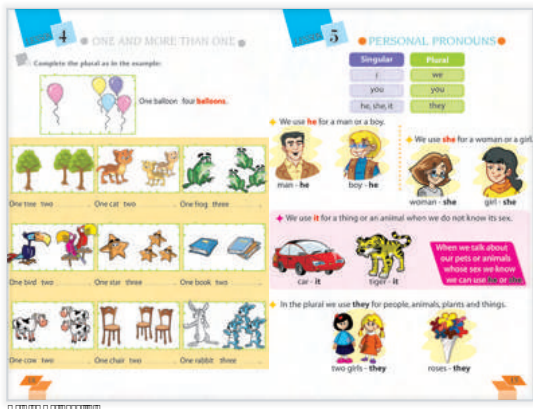 4
ONE AND MORE THAN ONE
Complete the plural as in the example:
One balloon four balloons.
One tree two
One cat two
One frog three
One bird two
One star three
One book two
One cow two
One chair two
One rabbit three
5
PERSONAL PRONOUNS
Singular Plural
I we
you you
he, she, it they
We use he for a man or a boy.
man - he
boy - he
We use she for a woman or a girl.
woman - she
girl - she
We use it for a thing or an animal when we do not know its sex.
car - it
tiger - it
When we talk about
our pets or animals
whose sex we know
we can use he or she.
In the plural we use they for people, animals, plants and things.
two girls - they
roses - they